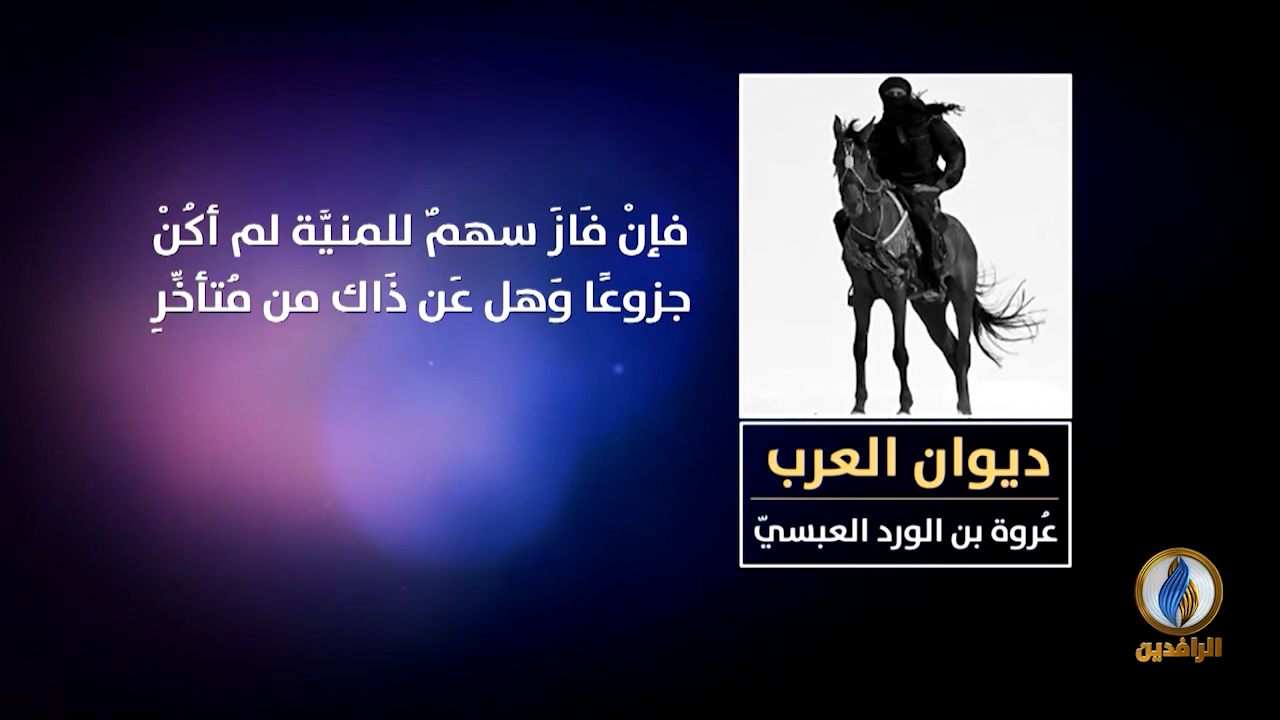 فإنْ فَازَ سهمٌ للمنيَّة لم أكُنْ
جزوعًا وَهل عَن ذَاك من مُتأخِّرِ
ديوان العرب
عُروة بن الورد العبسيّ
الرافدين